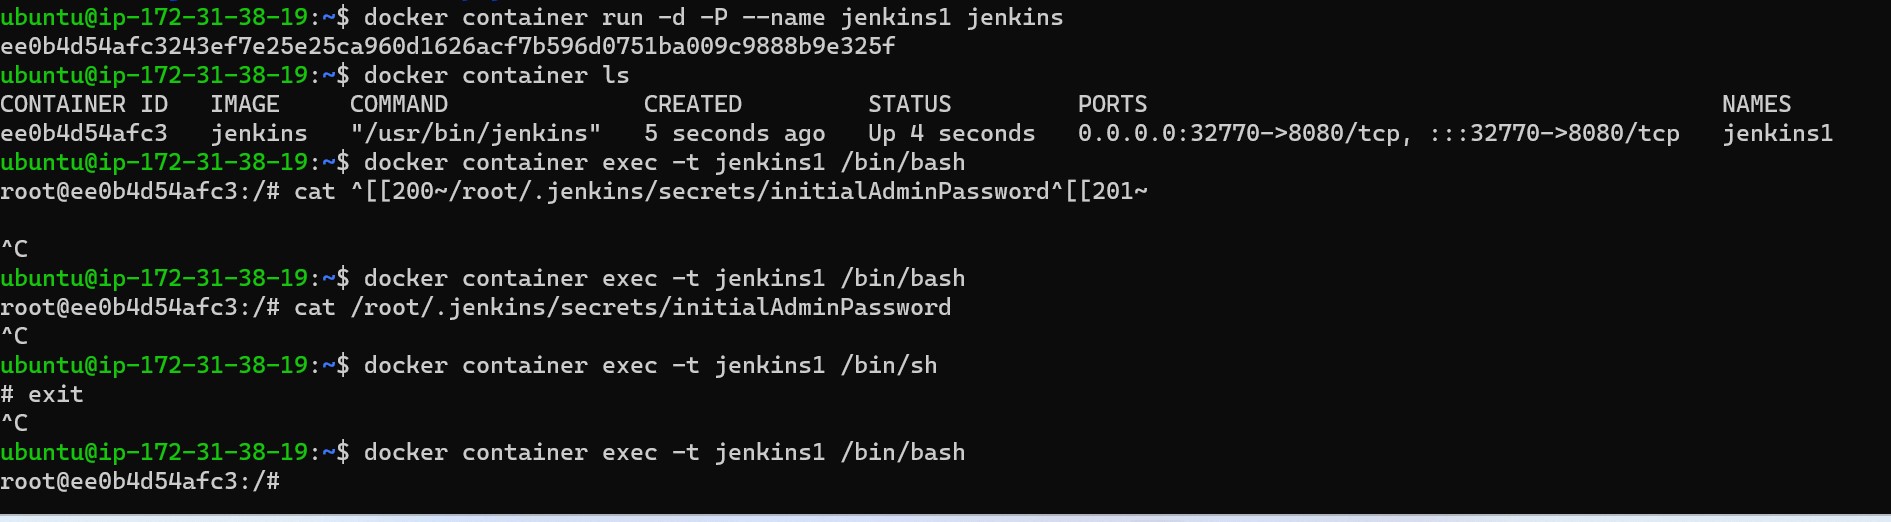 ubuntu@ip-172-31-38-19:~$ docker container run -d -P --name jenkins1 jenkins
ee0b4d54afc3243ef7e25e25ca960d1626acf7b596d0751ba009c9888b9e325f
ubuntu@ip-172-31-38-19:~$ docker container ls
CONTAINER ID   IMAGE     COMMAND              CREATED         STATUS         PORTS                                         NAMES
ee0b4d54afc3   jenkins   "/usr/bin/jenkins"   5 seconds ago   Up 4 seconds   0.0.0.0:32770->8080/tcp, :::32770->8080/tcp   jenkins1
ubuntu@ip-172-31-38-19:~$ docker container exec -t jenkins1 /bin/bash
root@ee0b4d54afc3:/# cat ^[[200~/root/.jenkins/secrets/initialAdminPassword^[[201~
^C
ubuntu@ip-172-31-38-19:~$ docker container exec -t jenkins1 /bin/bash
root@ee0b4d54afc3:/# cat /root/.jenkins/secrets/initialAdminPassword
^C
ubuntu@ip-172-31-38-19:~$ docker container exec -t jenkins1 /bin/sh
# exit
^C
ubuntu@ip-172-31-38-19:~$ docker container exec -t jenkins1 /bin/bash
root@ee0b4d54afc3:/#